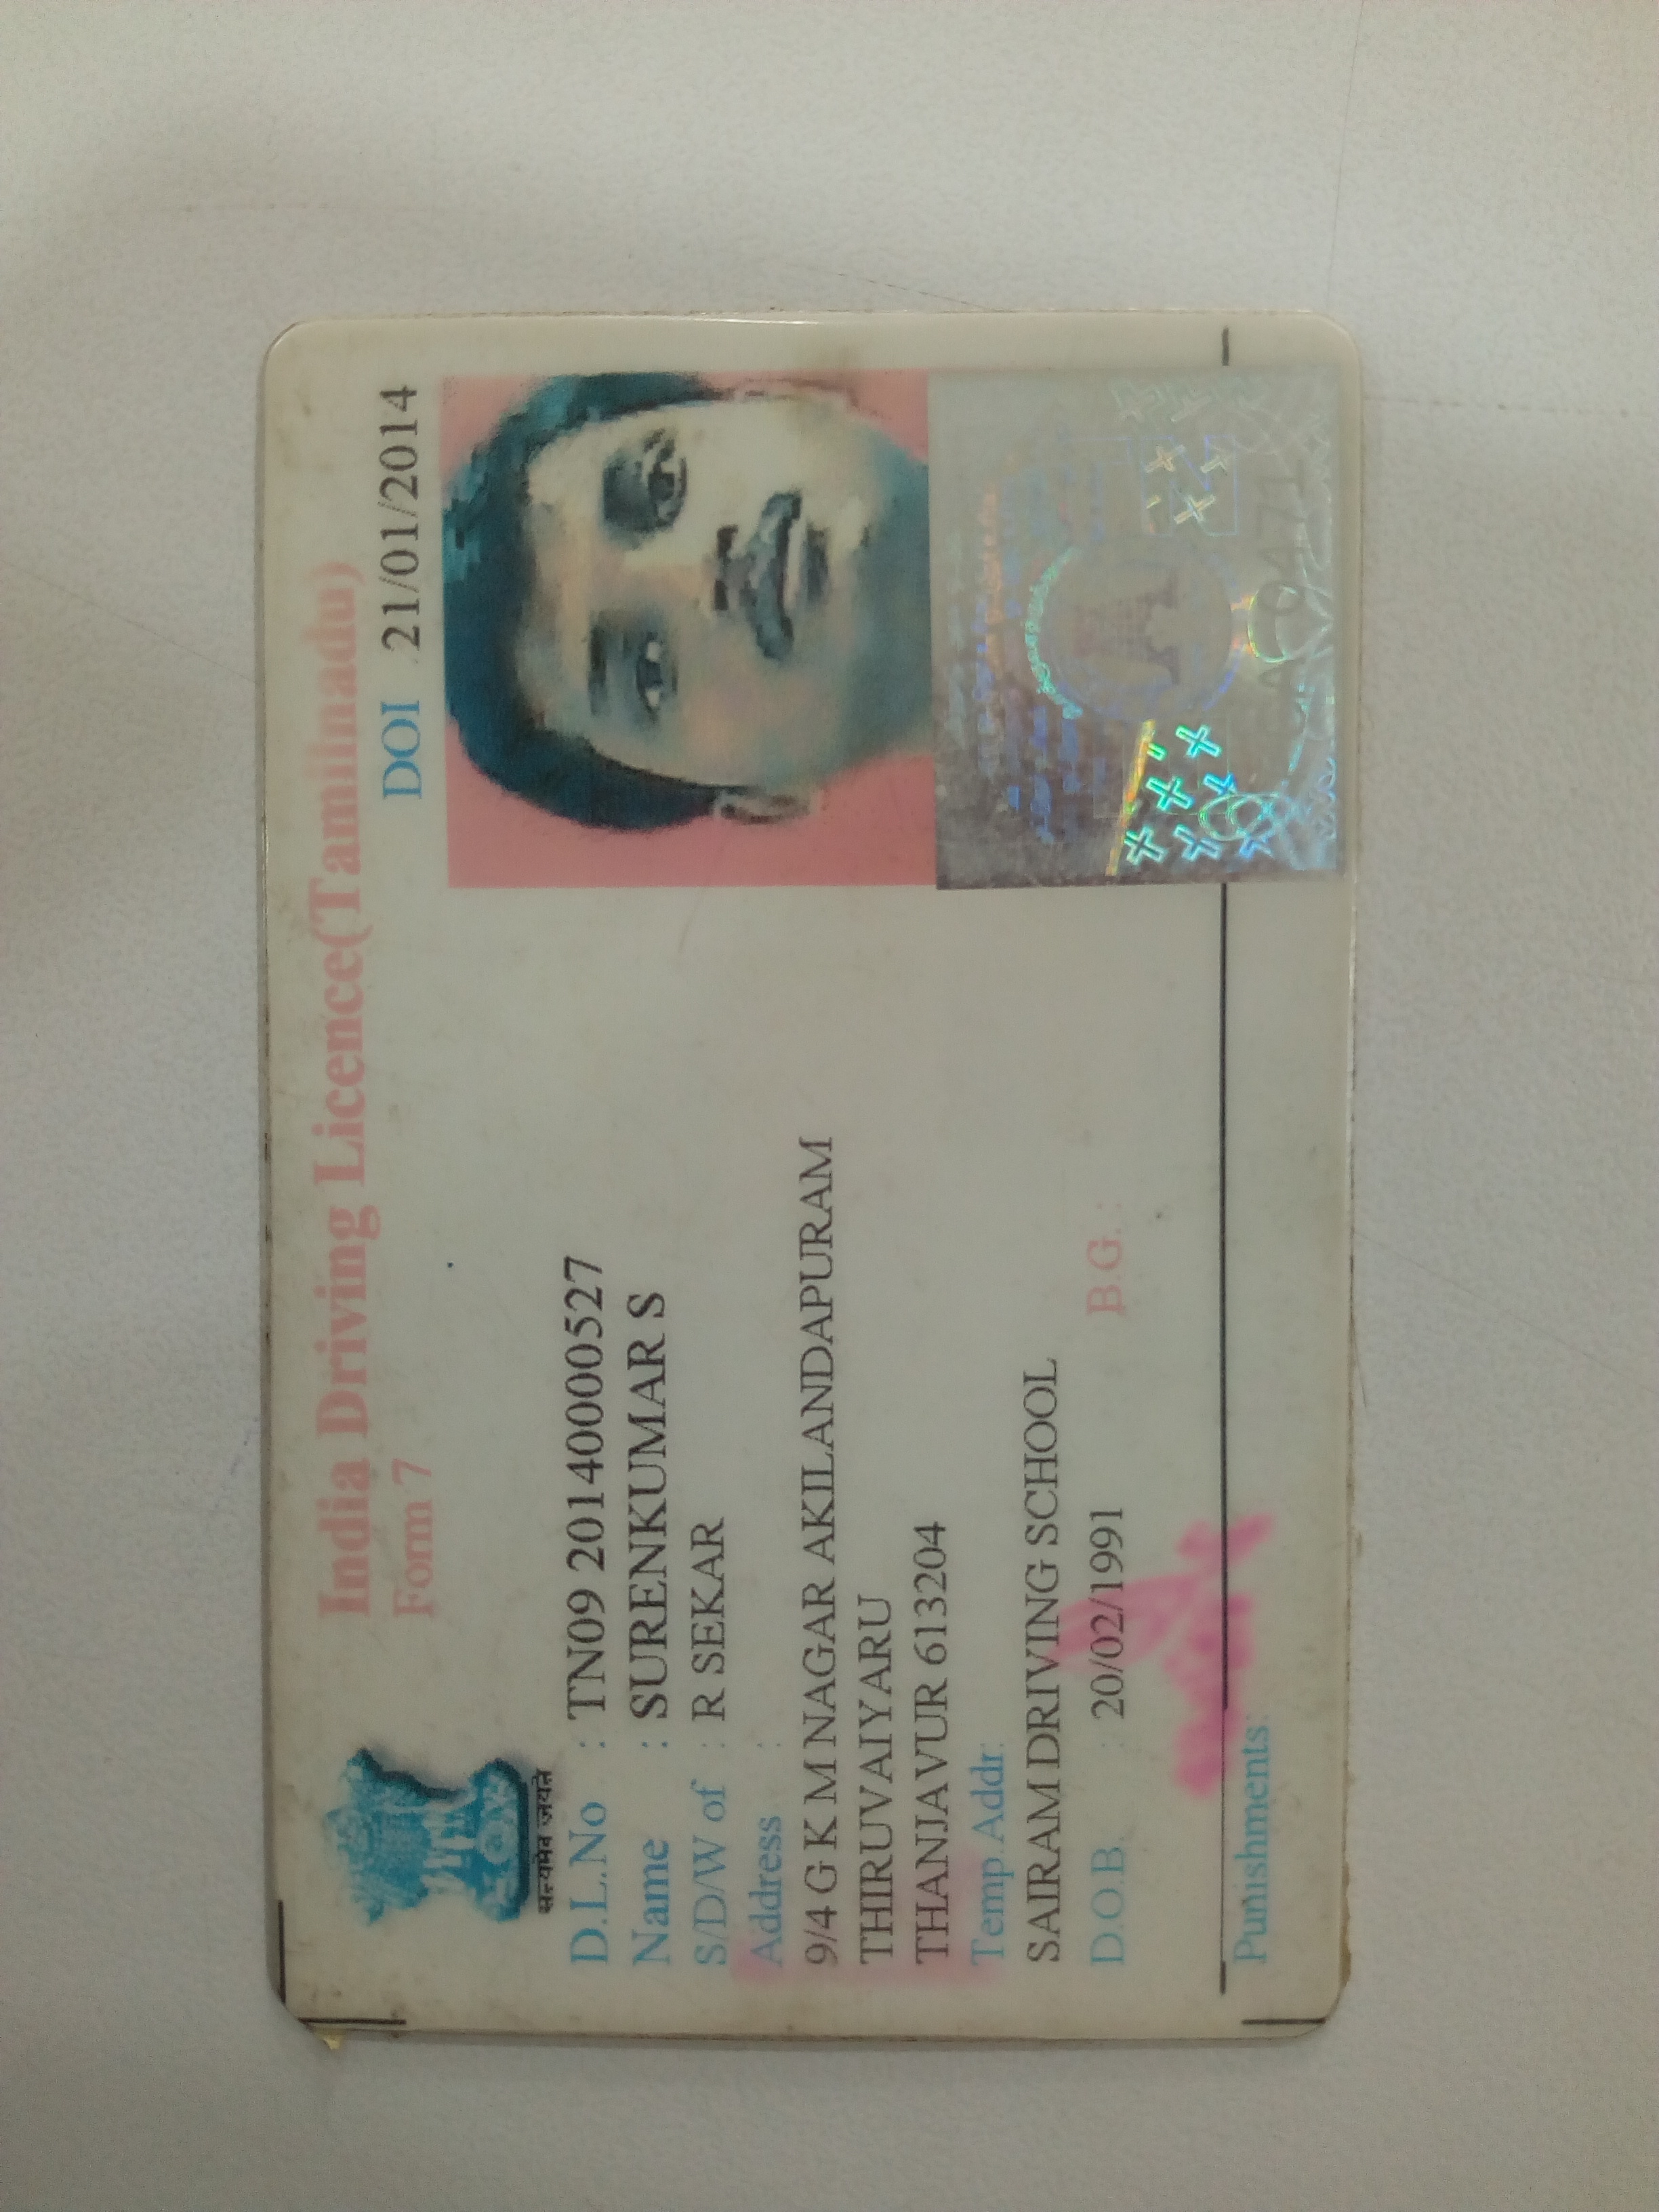 India Driving Licence(Tamilnadu)
Form 7
DOI 21/01/2014
सत्यमेव जयते
D.L.No : TN09 20140000527
Name : SURENKUMAR S
S/D/W of : R SEKAR
Address :
9/4 G K M NAGAR AKILANDAPURAM
THIRUVAIYARU
THANJAVUR 613204
Temp.Addr:
SAIRAM DRIVING SCHOOL
D.O.B. : 20/02/1991 B.G. :
Punishments: